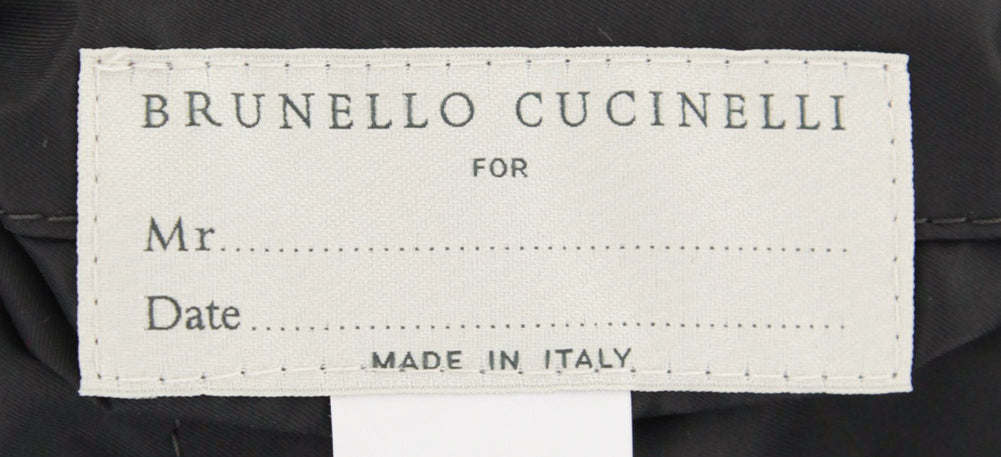 BRUNELLO CUCINELLI
FOR
Mr........................................
Date......................................
MADE IN ITALY